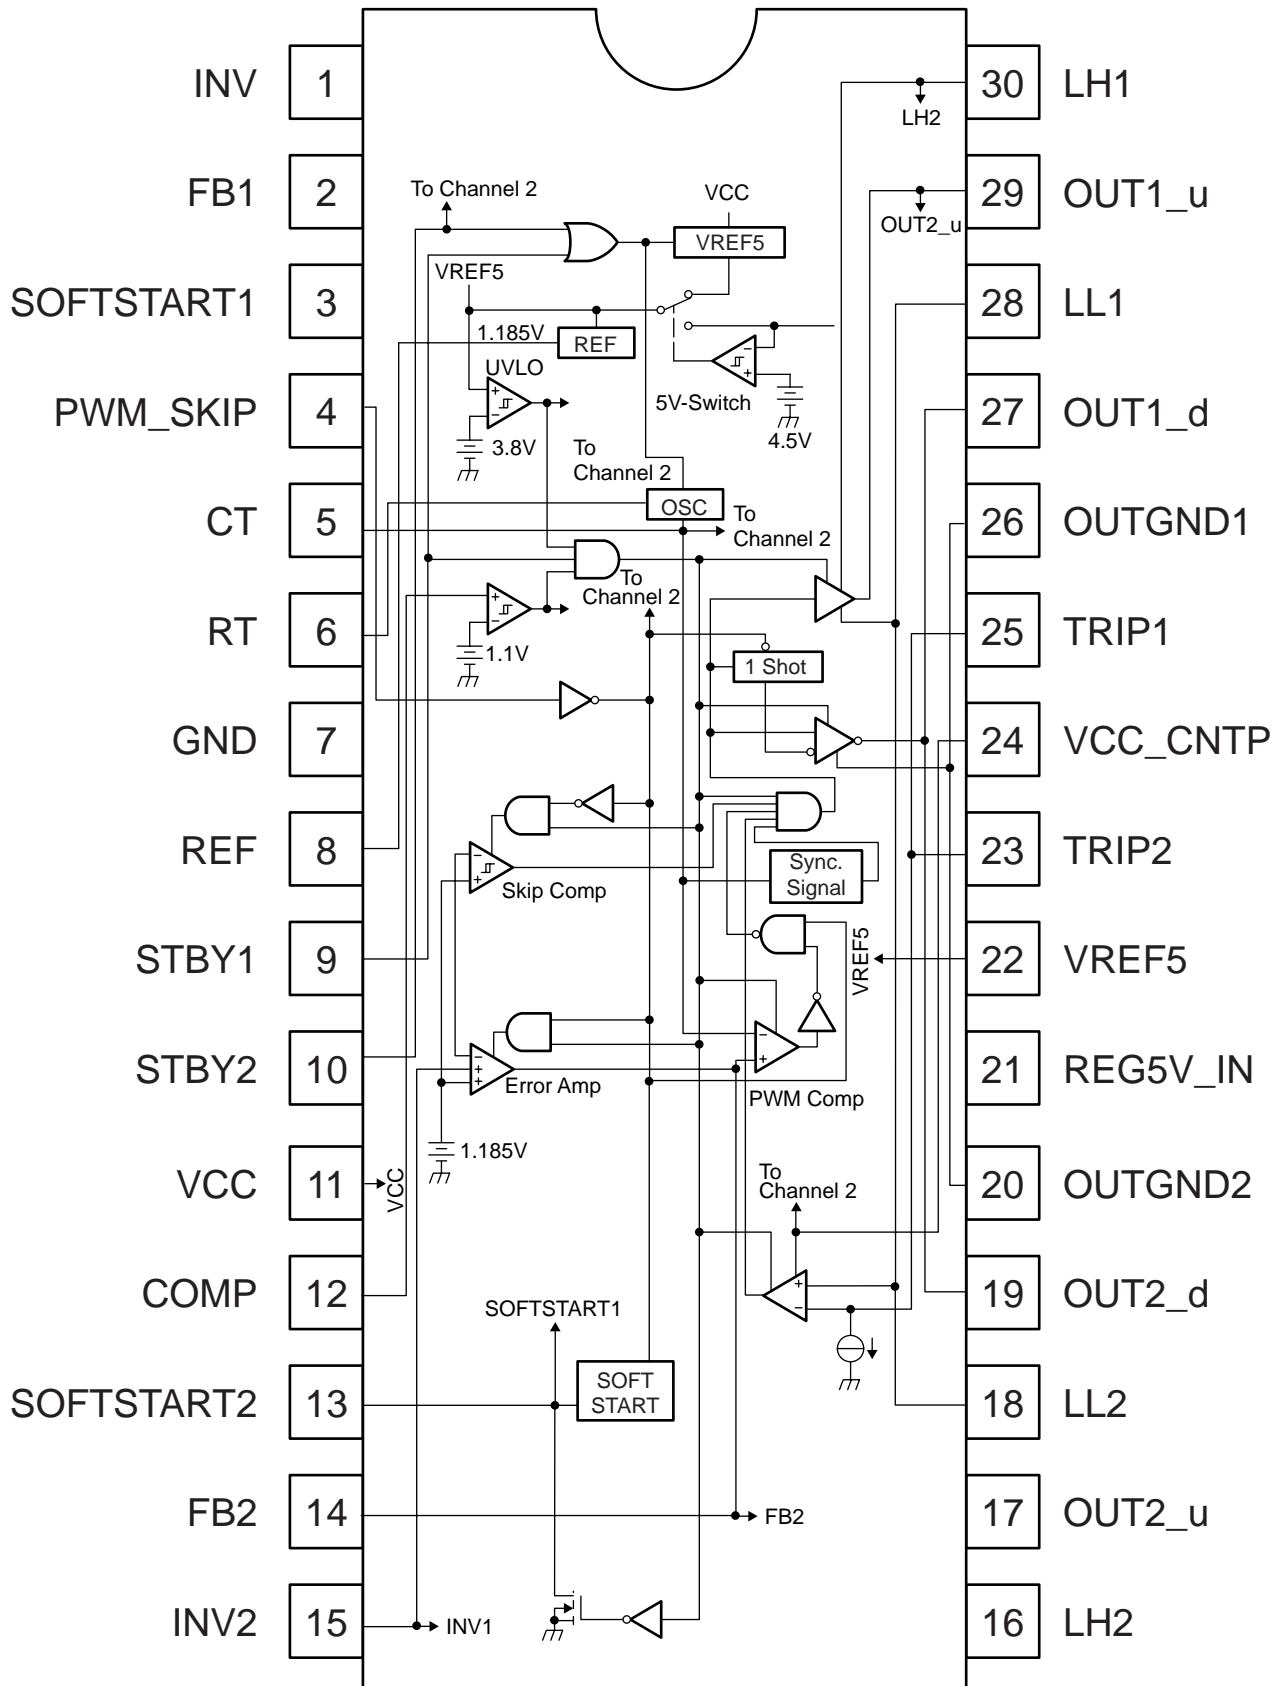 INV 1
FB1 2
SOFTSTART1 3
PWM_SKIP 4
CT 5
RT 6
GND 7
REF 8
STBY1 9
STBY2 10
VCC 11
COMP 12
SOFTSTART2 13
FB2 14
INV2 15
30 LH1
29 OUT1_u
28 LL1
27 OUT1_d
26 OUTGND1
25 TRIP1
24 VCC_CNTP
23 TRIP2
22 VREF5
21 REG5V_IN
20 OUTGND2
19 OUT2_d
18 LL2
17 OUT2_u
16 LH2
LH2
To Channel 2
VCC
OUT2_u
VREF5
VREF5
1.185V
REF
UVLO
+
−
3.8V
−
+
5V-Switch
4.5V
To
Channel 2
OSC
To
Channel 2
+
−
1.1V
To
Channel 2
1 Shot
−
+
Skip Comp
Sync.
Signal
VREF5
−
+
+
Error Amp
−
+
PWM Comp
1.185V
VCC
To
Channel 2
+
−
SOFTSTART1
SOFT
START
FB2
INV1